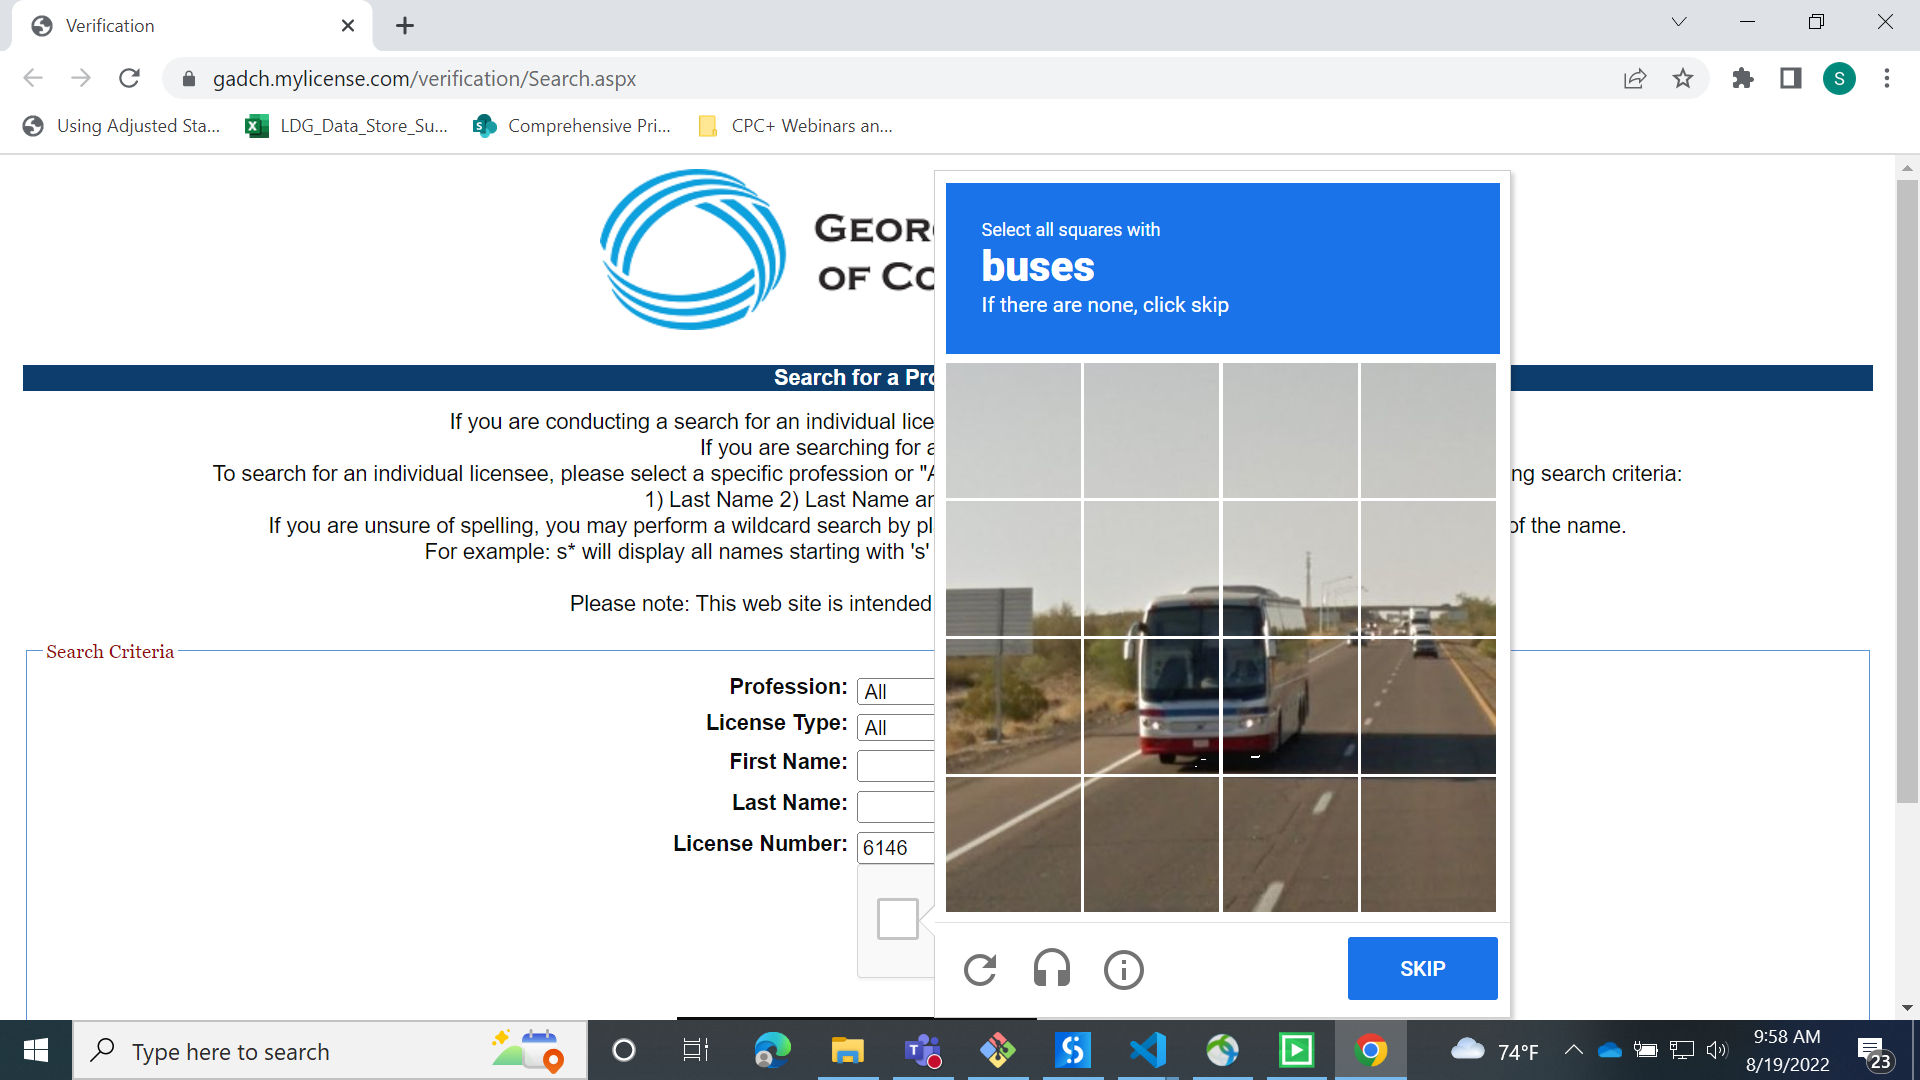 Verification
gadch.mylicense.com/verification/Search.aspx
S
Using Adjusted Sta...
LDG_Data_Store_Su...
Comprehensive Pri...
CPC+ Webinars an...
GEOR
OF CO
Search for a Pro
If you are conducting a search for an individual lice
If you are searching for a
To search for an individual licensee, please select a specific profession or "A
ng search criteria:
1) Last Name 2) Last Name an
If you are unsure of spelling, you may perform a wildcard search by pl
of the name.
For example: s* will display all names starting with 's'
Please note: This web site is intended
Search Criteria
Profession:
All
License Type:
All
First Name:
Last Name:
License Number:
6146
Select all squares with
buses
If there are none, click skip
SKIP
Type here to search
74°F
9:58 AM
8/19/2022
23